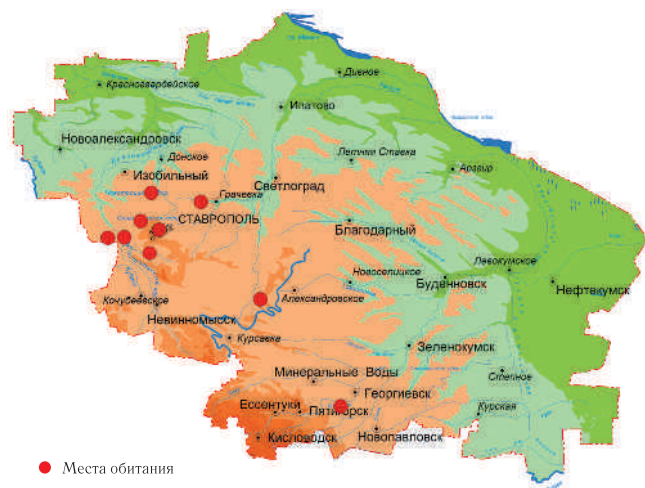 Дивное
Красногвардейское
Ипатово
Новоалександровск
Донское
Летняя Ставка
Арзгир
Изобильный
Светлоград
Грачевка
СТАВРОПОЛЬ
Благодарный
Левокумское
Новоселицкое
Буденновск
Нефтекумск
Кочубеевское
Александровское
Невинномысск
Курсавка
Зеленокумск
Минеральные Воды
Степное
Георгиевск
Ессентуки
Пятигорск
Курская
Кисловодск
Новопавловск
Места обитания